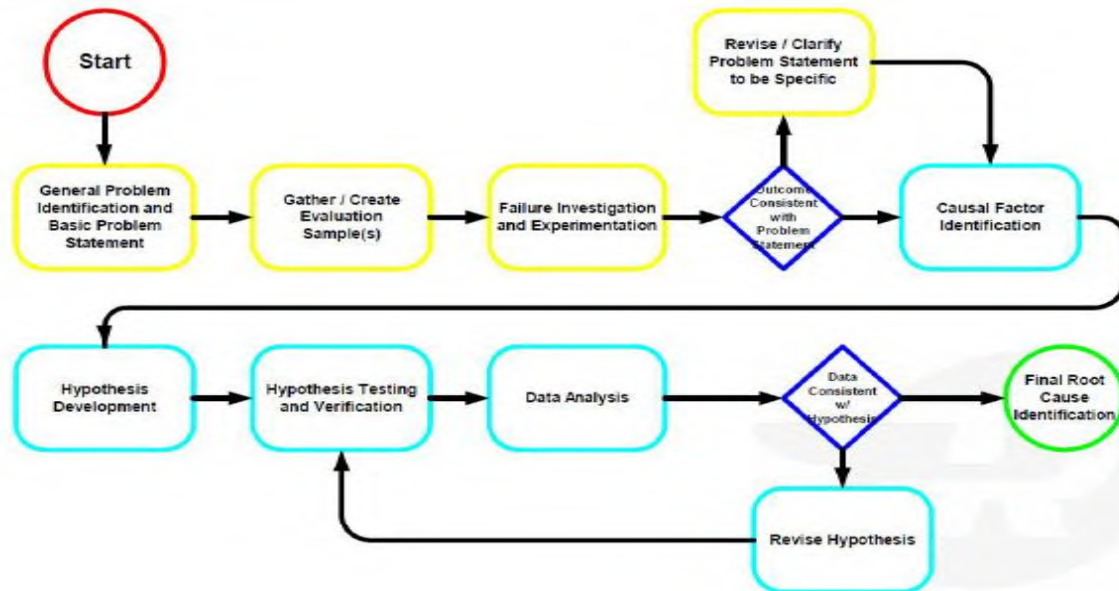 Start
Revise / Clarify
Problem Statement
to be Specific
General Problem
Identification and
Basic Problem
Statement
Gather / Create
Evaluation
Sample(s)
Failure Investigation
and Experimentation
Outcome
Consistent
with
Problem
Statement
Causal Factor
Identification
Hypothesis
Development
Hypothesis Testing
and Verification
Data Analysis
Data
Consistent
w/
Hypothesis
Final Root
Cause
Identification
Revise Hypothesis